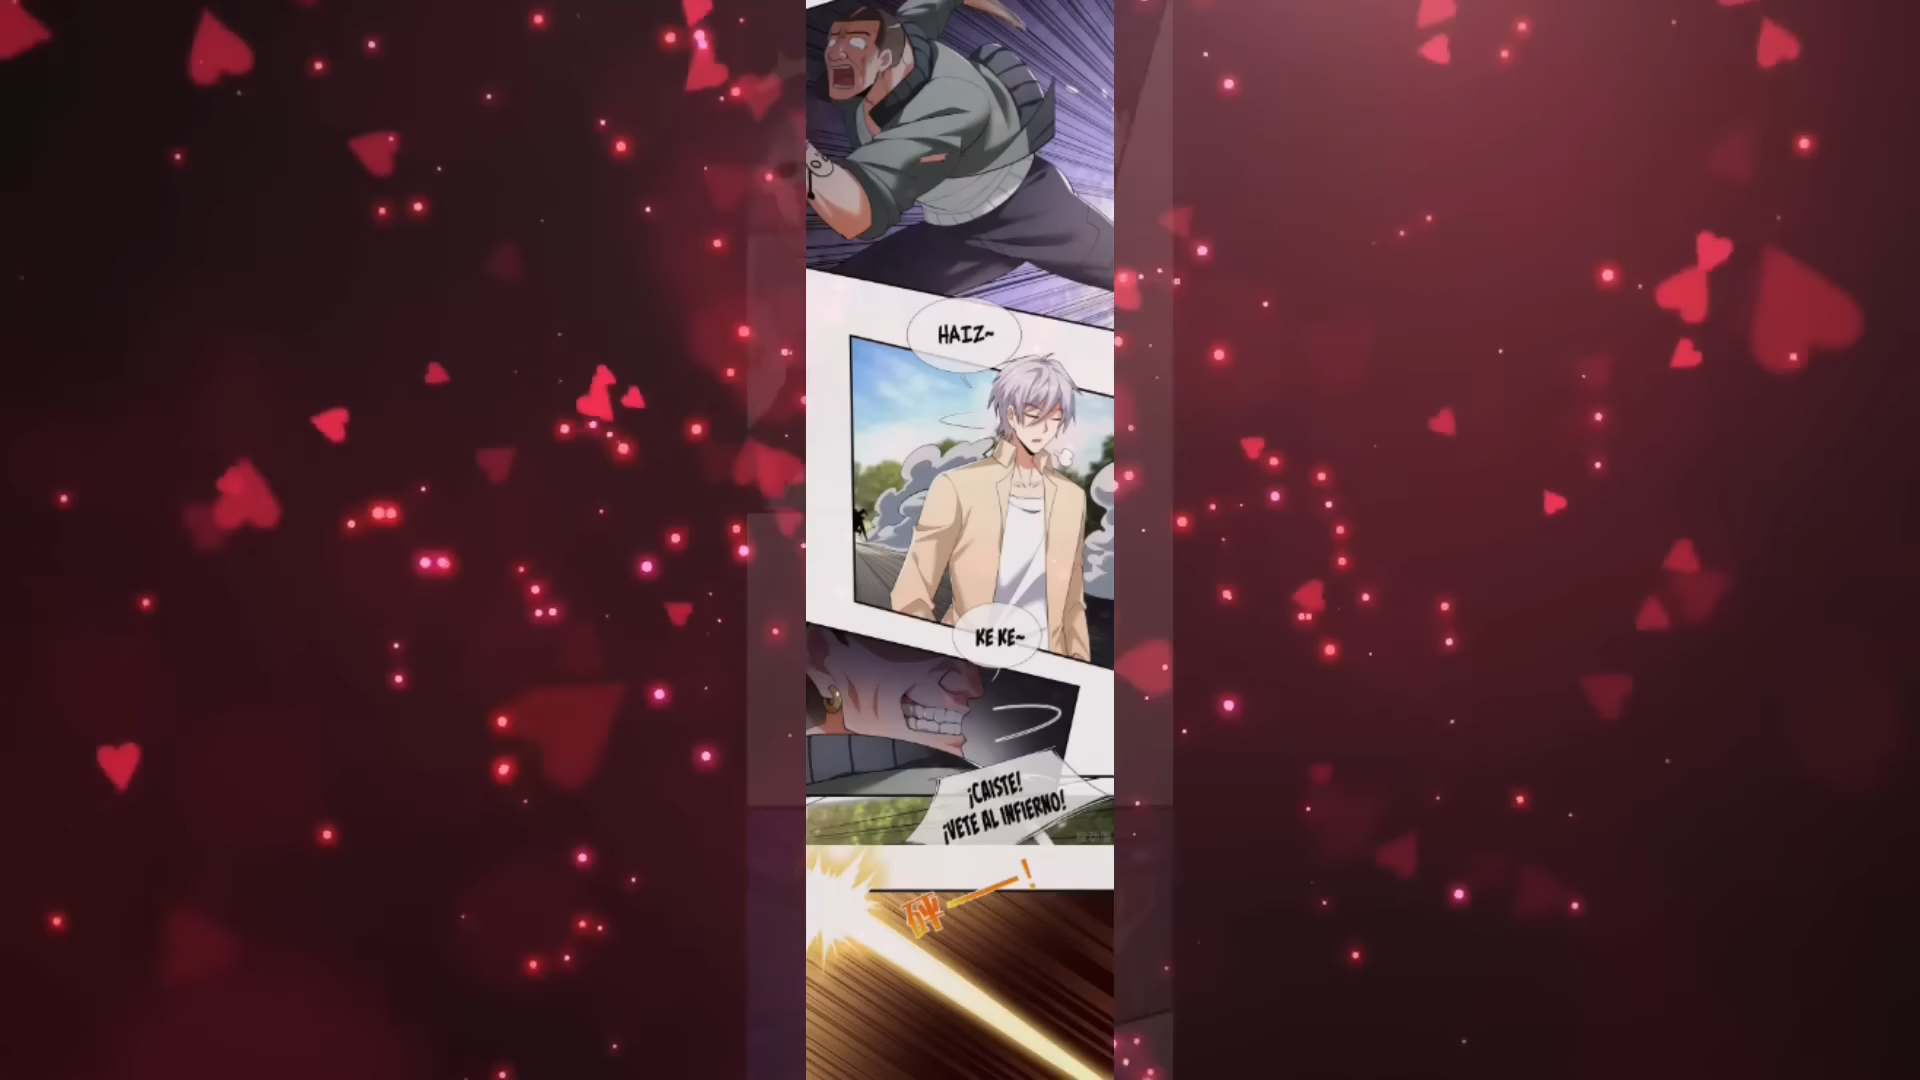 HAIZ~
KE KE~
¡CAISTE!
¡VETE AL INFIERNO!
砰—！